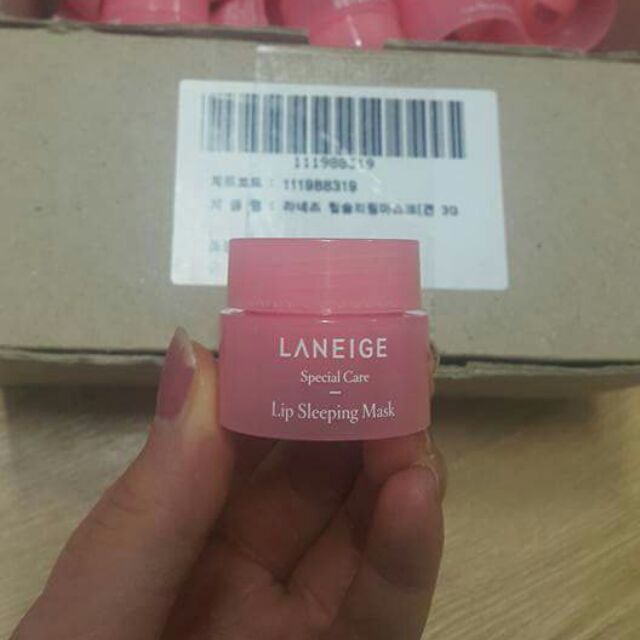 111988319
제품코드 : 111988319
제 품 명 : 라네즈 립슬리핑마스크(견 3G
LANEIGE
Special Care
Lip Sleeping Mask